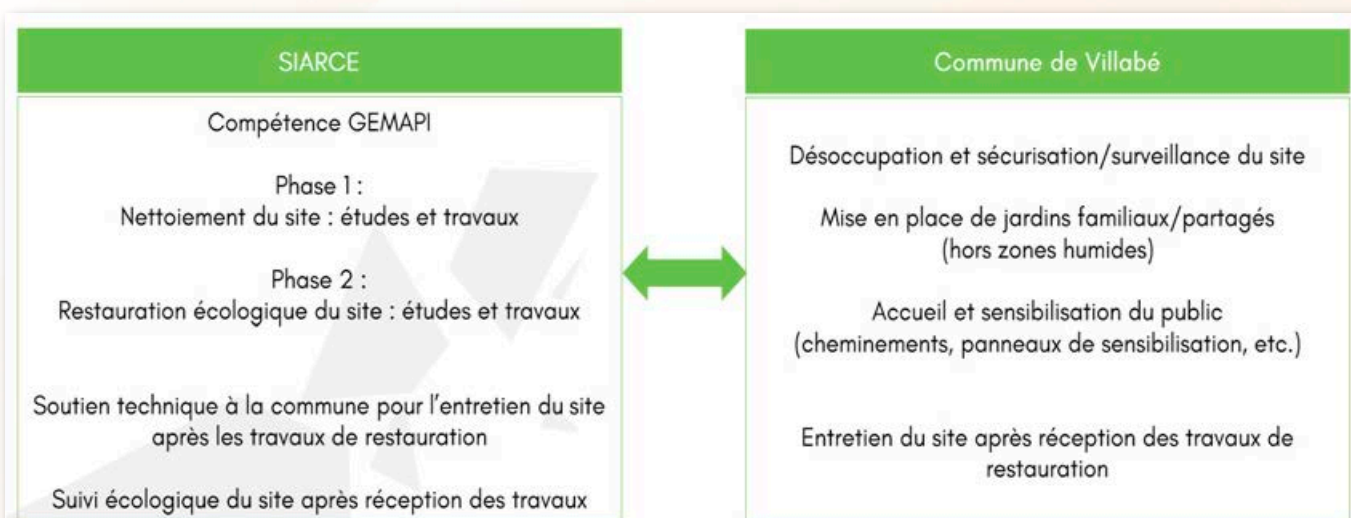 SIARCE
Compétence GEMAPI
Phase 1 :
Nettoiement du site : études et travaux
Phase 2 :
Restauration écologique du site : études et travaux
Soutien technique à la commune pour l'entretien du site
après les travaux de restauration
Suivi écologique du site après réception des travaux
Commune de Villabé
Désoccupation et sécurisation/surveillance du site
Mise en place de jardins familiaux/partagés
(hors zones humides)
Accueil et sensibilisation du public
(cheminements, panneaux de sensibilisation, etc.)
Entretien du site après réception des travaux de
restauration